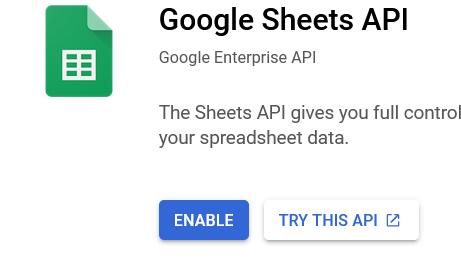 Google Sheets API
Google Enterprise API
The Sheets API gives you full control
your spreadsheet data.
ENABLE
TRY THIS API